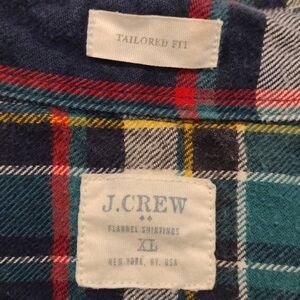 TAILORED FIT
J.CREW
FLANNEL SHIRTINGS
XL
NEW YORK, NY. USA